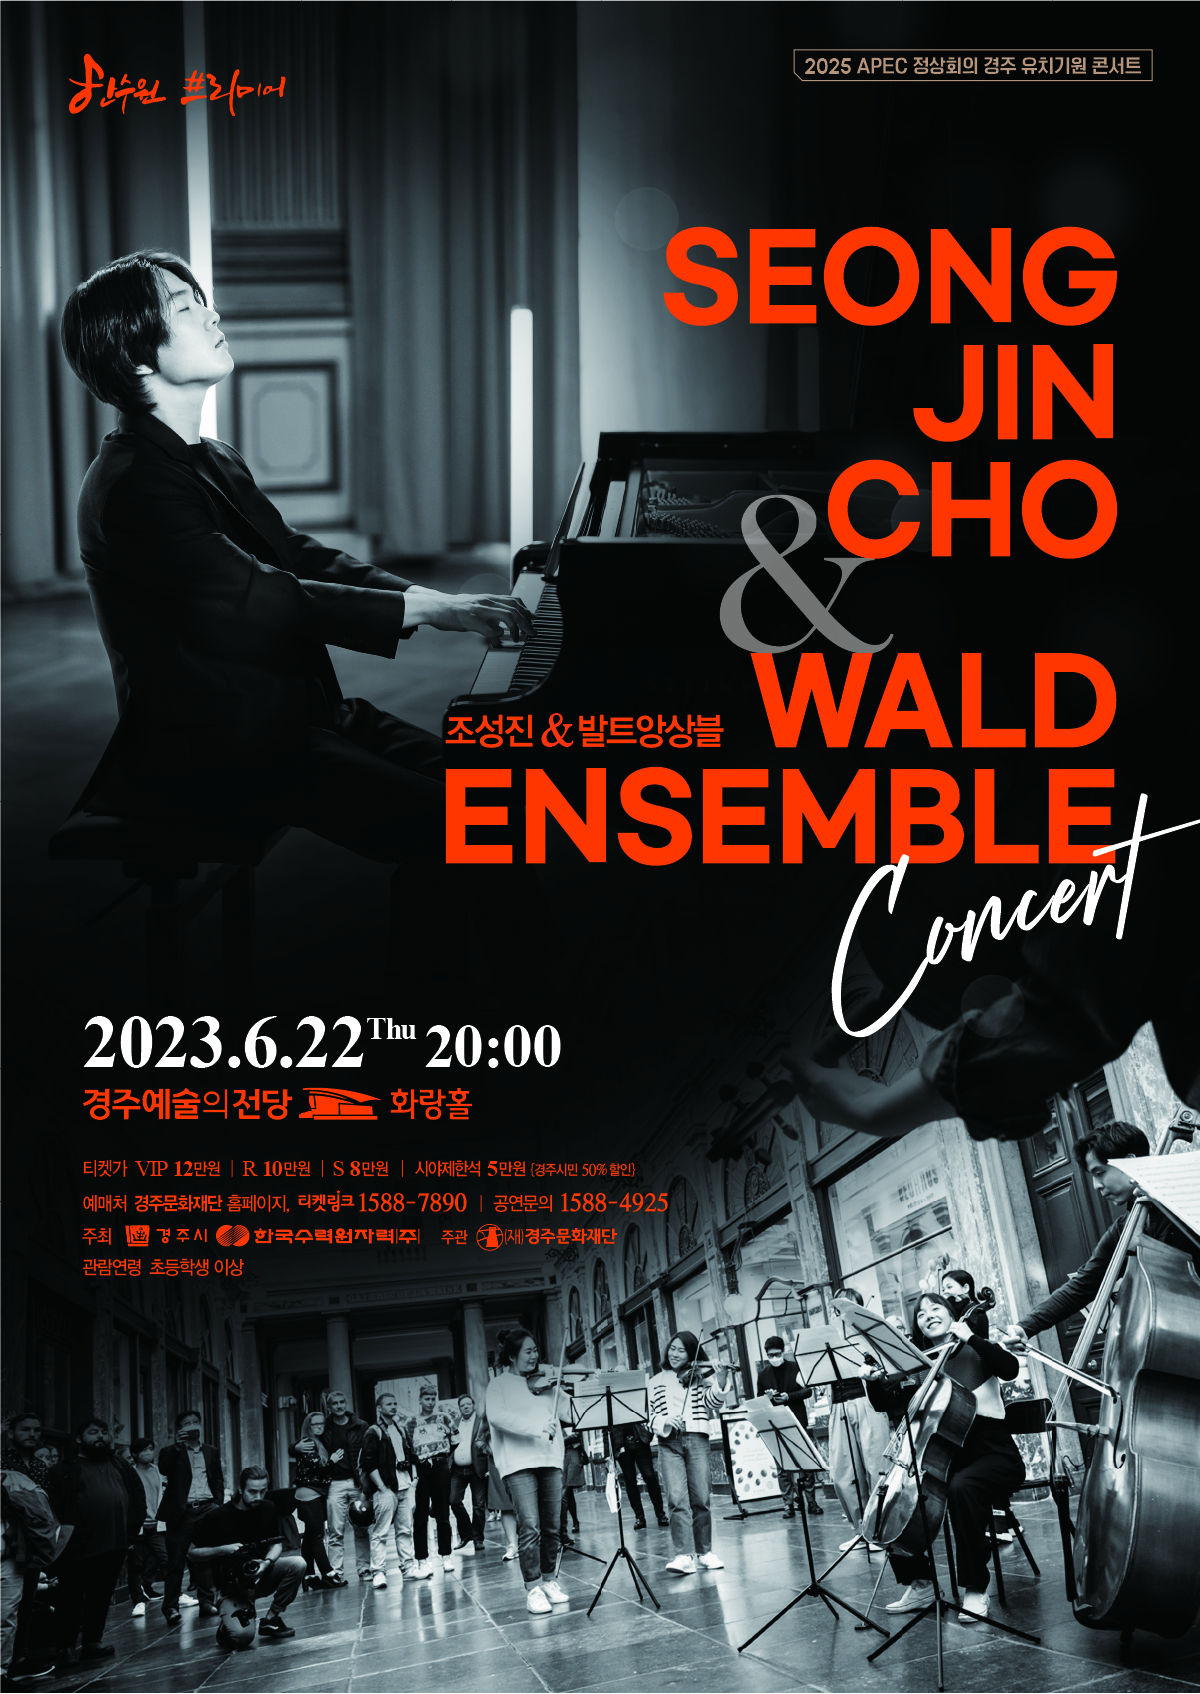 한수원 프리미어
2025 APEC 정상회의 경주 유치기원 콘서트
SEONG
JIN
CHO
&
WALD
조성진 & 발트앙상블
ENSEMBLE
Concert
2023.6.22 Thu 20:00
경주예술의전당 화랑홀
티켓가 VIP 12만원 | R 10만원 | S 8만원 | 시야제한석 5만원 (경주시민 50% 할인)
예매처 경주문화재단 홈페이지, 티켓링크 1588-7890 | 공연문의 1588-4925
주최 경주시 한국수력원자력(주) 주관 (재)경주문화재단
관람연령 초등학생 이상